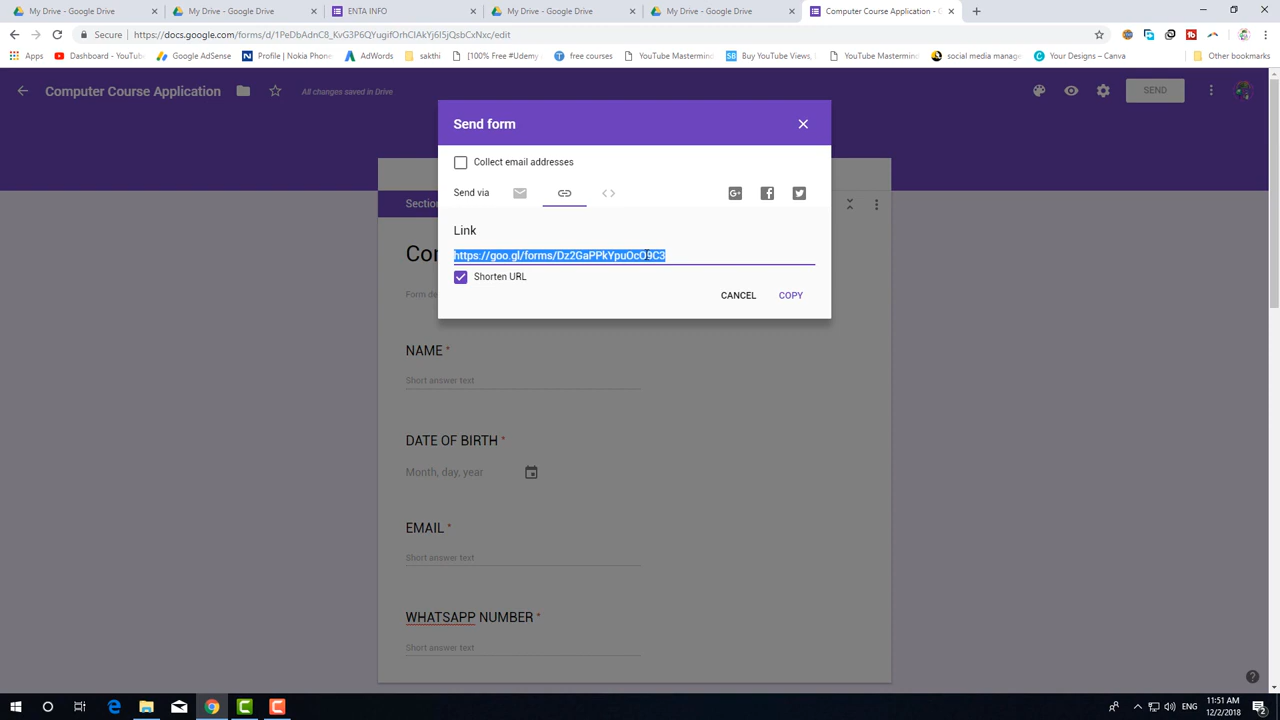 My Drive - Google Drive
My Drive - Google Drive
ENTA INFO
My Drive - Google Drive
My Drive - Google Drive
Computer Course Application -
Secure
https://docs.google.com/forms/d/
/edit
Apps
Dashboard - YouTube
Google AdSense
Profile | Nokia Phone
AdWords
sakthi
[100% Free #Udemy
free courses
YouTube Mastermind
Buy YouTube Views,
YouTube Mastermind
social media manage
Your Designs – Canva
Other bookmarks
Computer Course Application
All changes saved in Drive
SEND
Send form
Collect email addresses
Send via
Section
Link
https://goo.gl/forms/
Shorten URL
Form de
CANCEL
COPY
NAME *
Short answer text
DATE OF BIRTH *
Month, day, year
EMAIL *
Short answer text
WHATSAPP NUMBER *
Short answer text
ENG
11:51 AM
12/2/2018
2